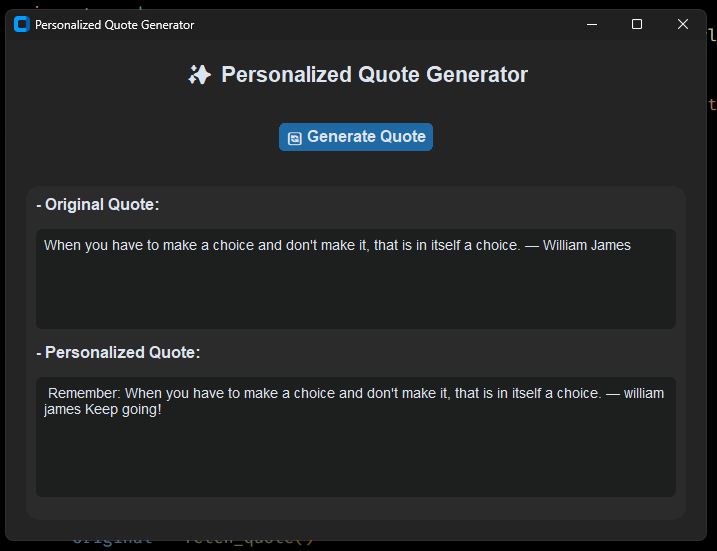 Personalized Quote Generator
✨ Personalized Quote Generator
Generate Quote
- Original Quote:
When you have to make a choice and don't make it, that is in itself a choice. — William James
- Personalized Quote:
Remember: When you have to make a choice and don't make it, that is in itself a choice. — william
james Keep going!